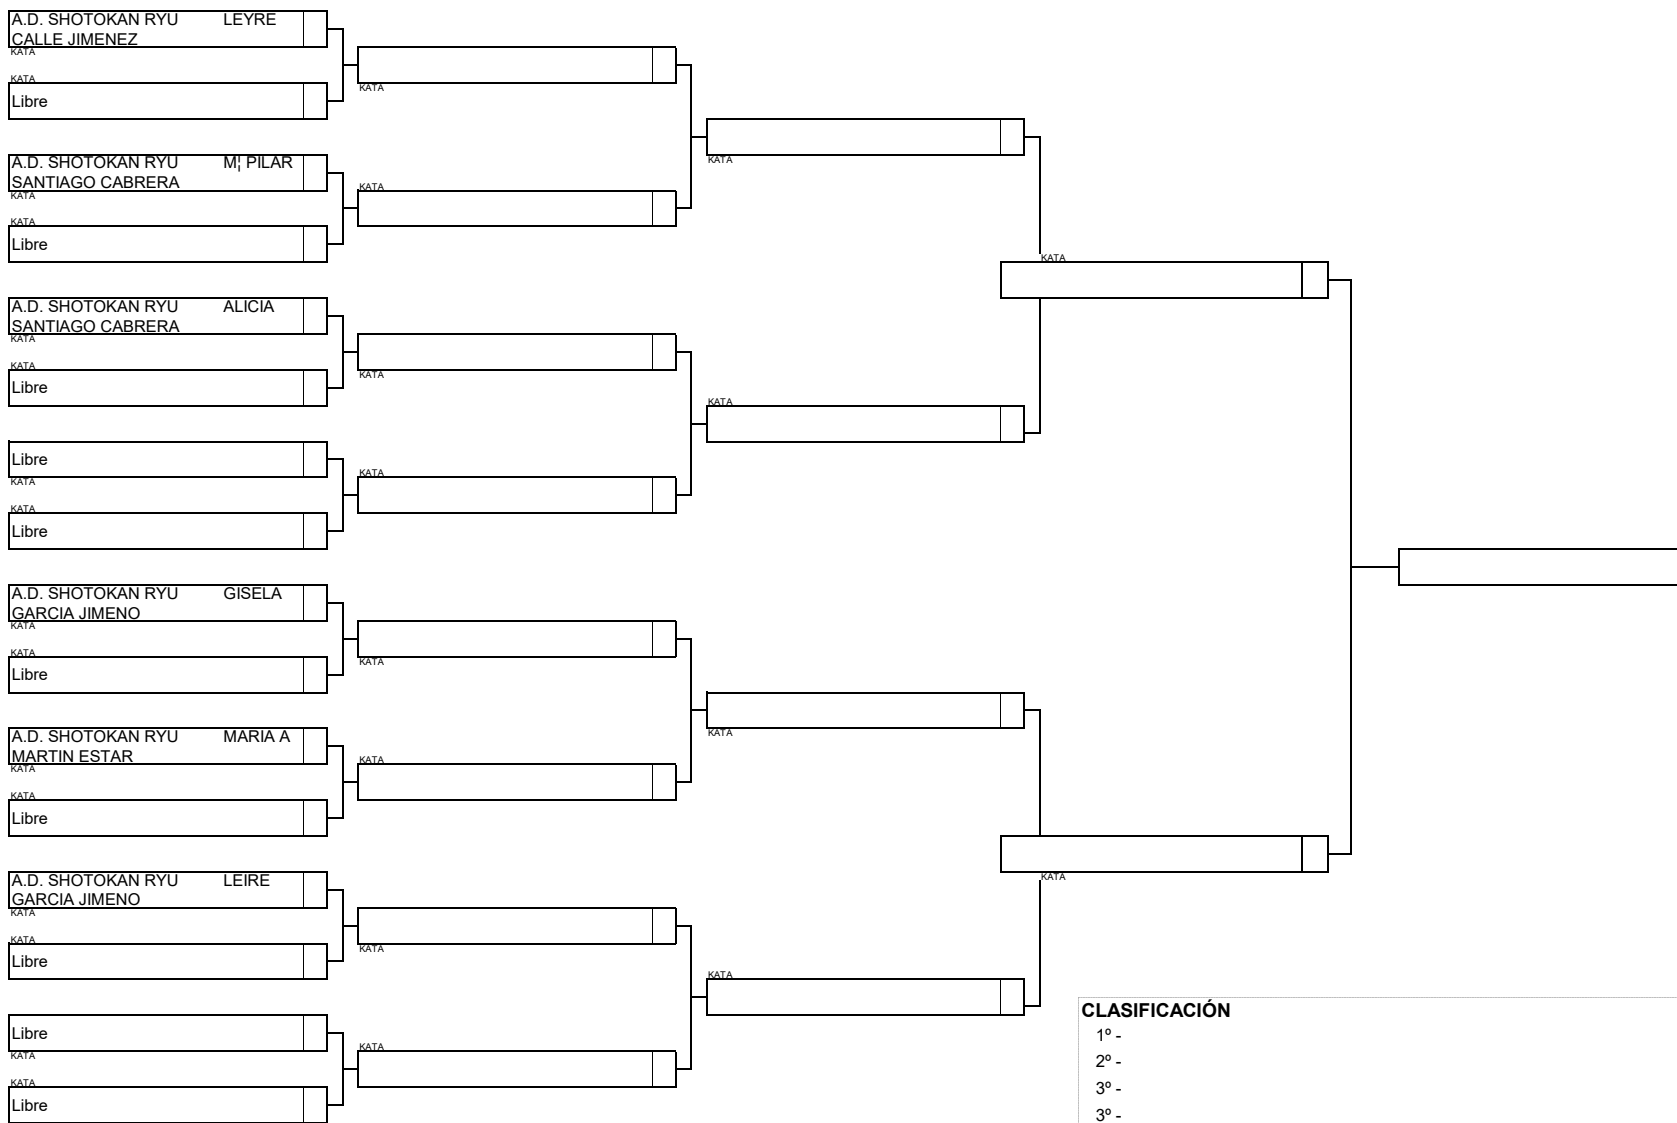 A.D. SHOTOKAN RYU LEYRE
CALLE JIMENEZ
KATA
KATA
Libre
A.D. SHOTOKAN RYU M¦ PILAR
SANTIAGO CABRERA
KATA
KATA
Libre
A.D. SHOTOKAN RYU ALICIA
SANTIAGO CABRERA
KATA
KATA
Libre
Libre
KATA
KATA
Libre
A.D. SHOTOKAN RYU GISELA
GARCIA JIMENO
KATA
KATA
Libre
A.D. SHOTOKAN RYU MARIA A
MARTIN ESTAR
KATA
KATA
Libre
A.D. SHOTOKAN RYU LEIRE
GARCIA JIMENO
KATA
KATA
Libre
Libre
KATA
KATA
Libre
KATA
KATA
KATA
KATA
KATA
KATA
KATA
KATA
KATA
KATA
KATA
KATA
KATA
KATA
CLASIFICACIÓN
1º -
2º -
3º -
3º -